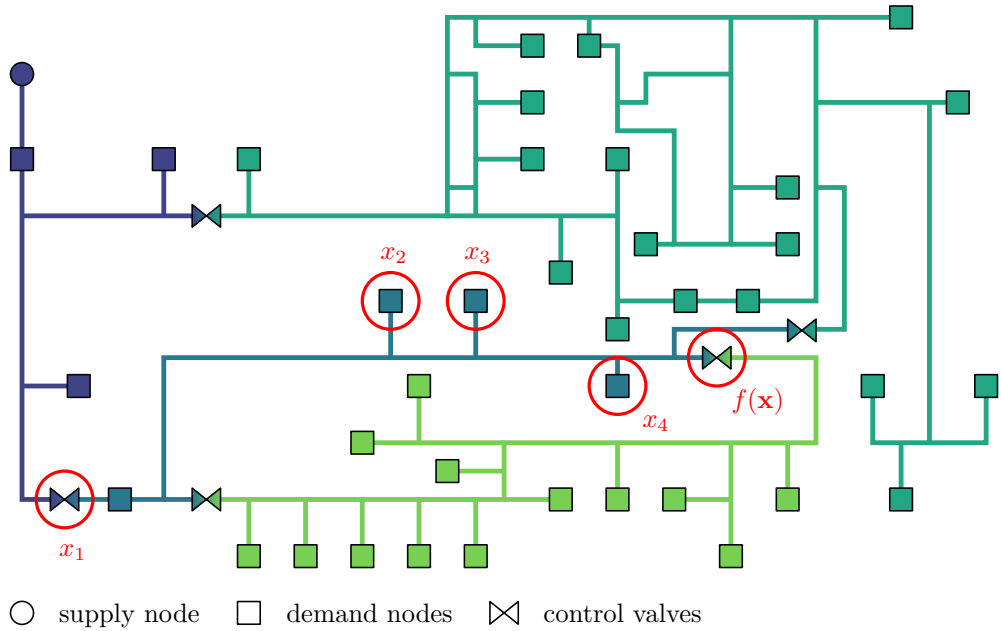 x₂
x₃
f(𝐱)
x₄
x₁
supply node
demand nodes
control valves